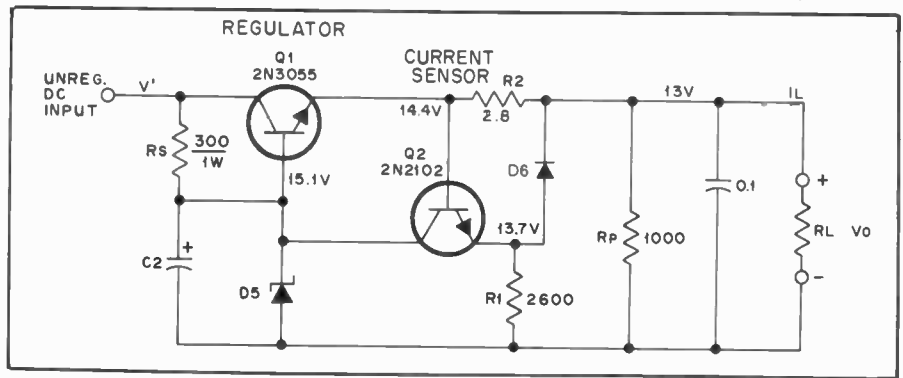 REGULATOR
Q1
2N3055
CURRENT
SENSOR
UNREG.
DC
INPUT
V'
R2
2.8
14.4V
13V
IL
RS
300
1W
15.1V
Q2
2N2102
D6
13.7V
C2
+
D5
R1
2600
RP
1000
0.1
+
RL
VO
-